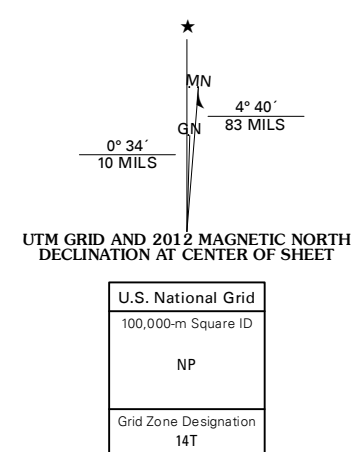 ★
MN
4° 40´
83 MILS
GN
0° 34´
10 MILS
UTM GRID AND 2012 MAGNETIC NORTH
DECLINATION AT CENTER OF SHEET
U.S. National Grid
100,000-m Square ID
NP
Grid Zone Designation
14T